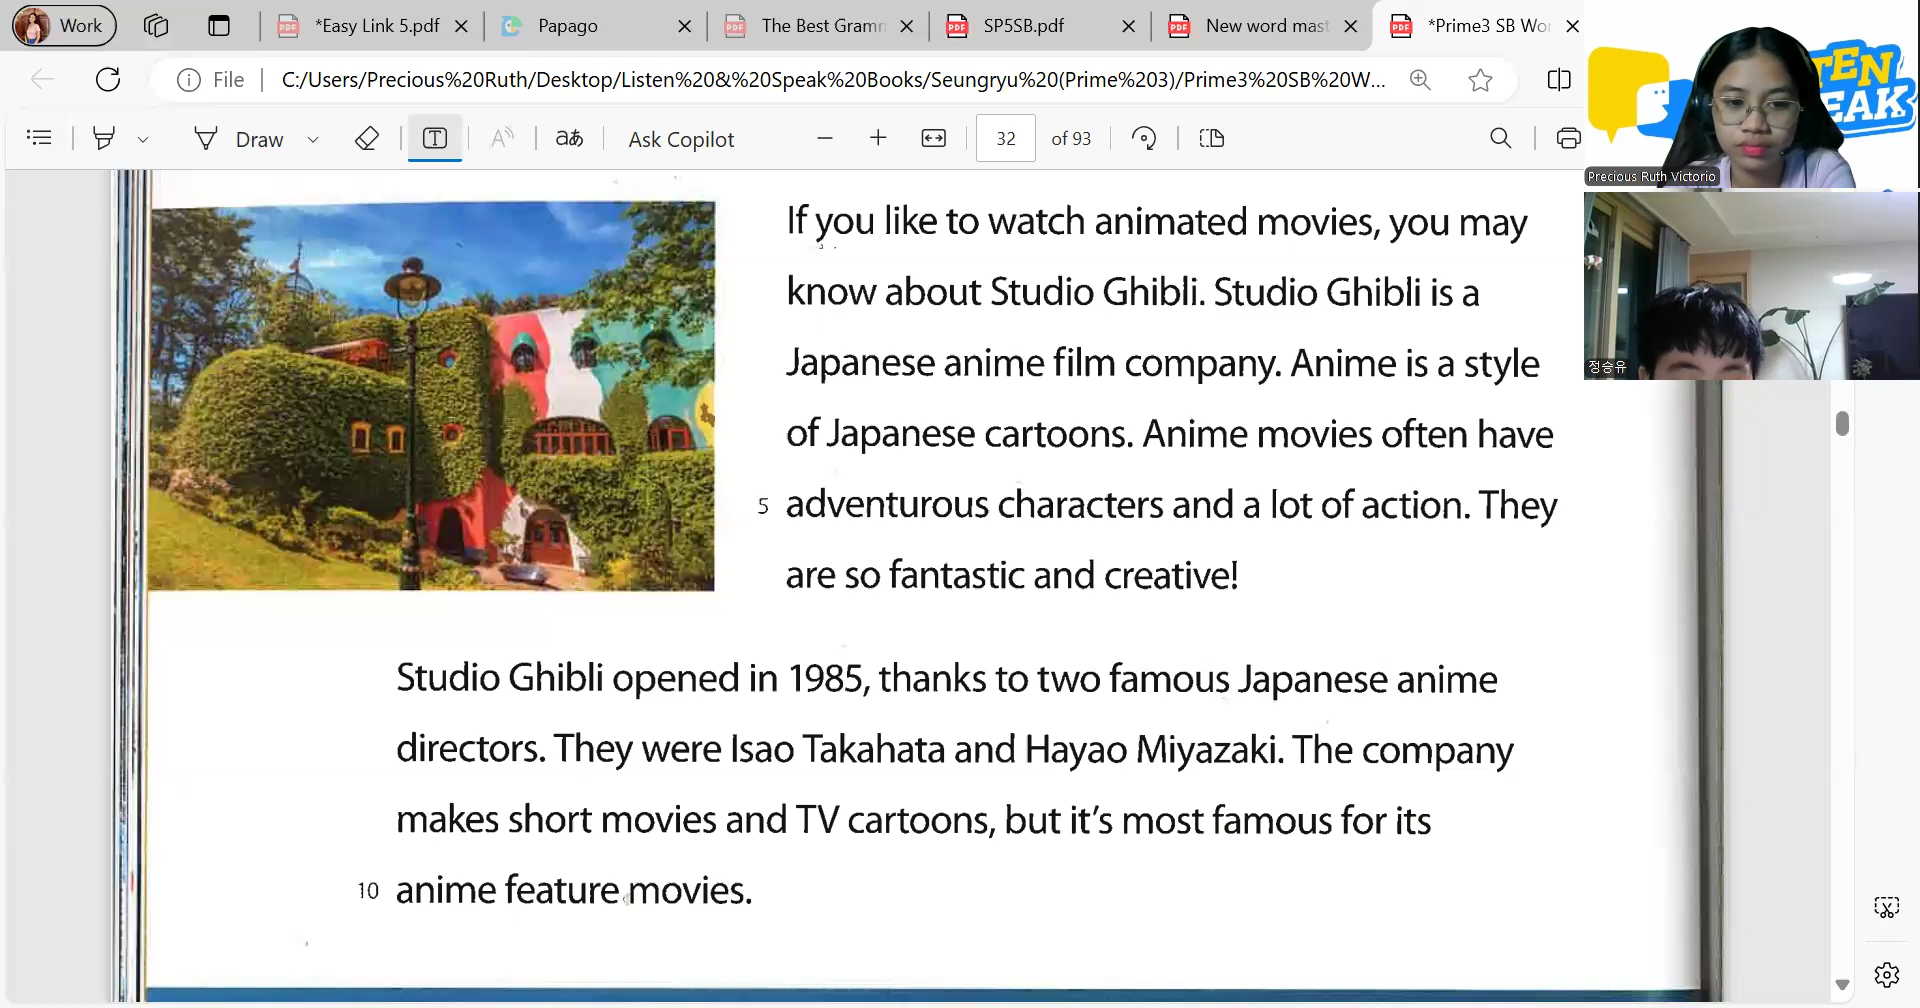 Work
*Easy Link 5.pdf
Papago
The Best Gramm
SP5SB.pdf
New word mast
*Prime3 SB Wor
File
C:/Users/Precious%20Ruth/Desktop/Listen%20&%20Speak%20Books/Seungryu%20(Prime%203)/Prime3%20SB%20W...
Draw
aあ
Ask Copilot
32 of 93
TEN
EAK
Precious Ruth Victorio
정승유
If you like to watch animated movies, you may
know about Studio Ghibli. Studio Ghibli is a
Japanese anime film company. Anime is a style
of Japanese cartoons. Anime movies often have
5 adventurous characters and a lot of action. They
are so fantastic and creative!
Studio Ghibli opened in 1985, thanks to two famous Japanese anime
directors. They were Isao Takahata and Hayao Miyazaki. The company
makes short movies and TV cartoons, but it's most famous for its
10 anime feature movies.